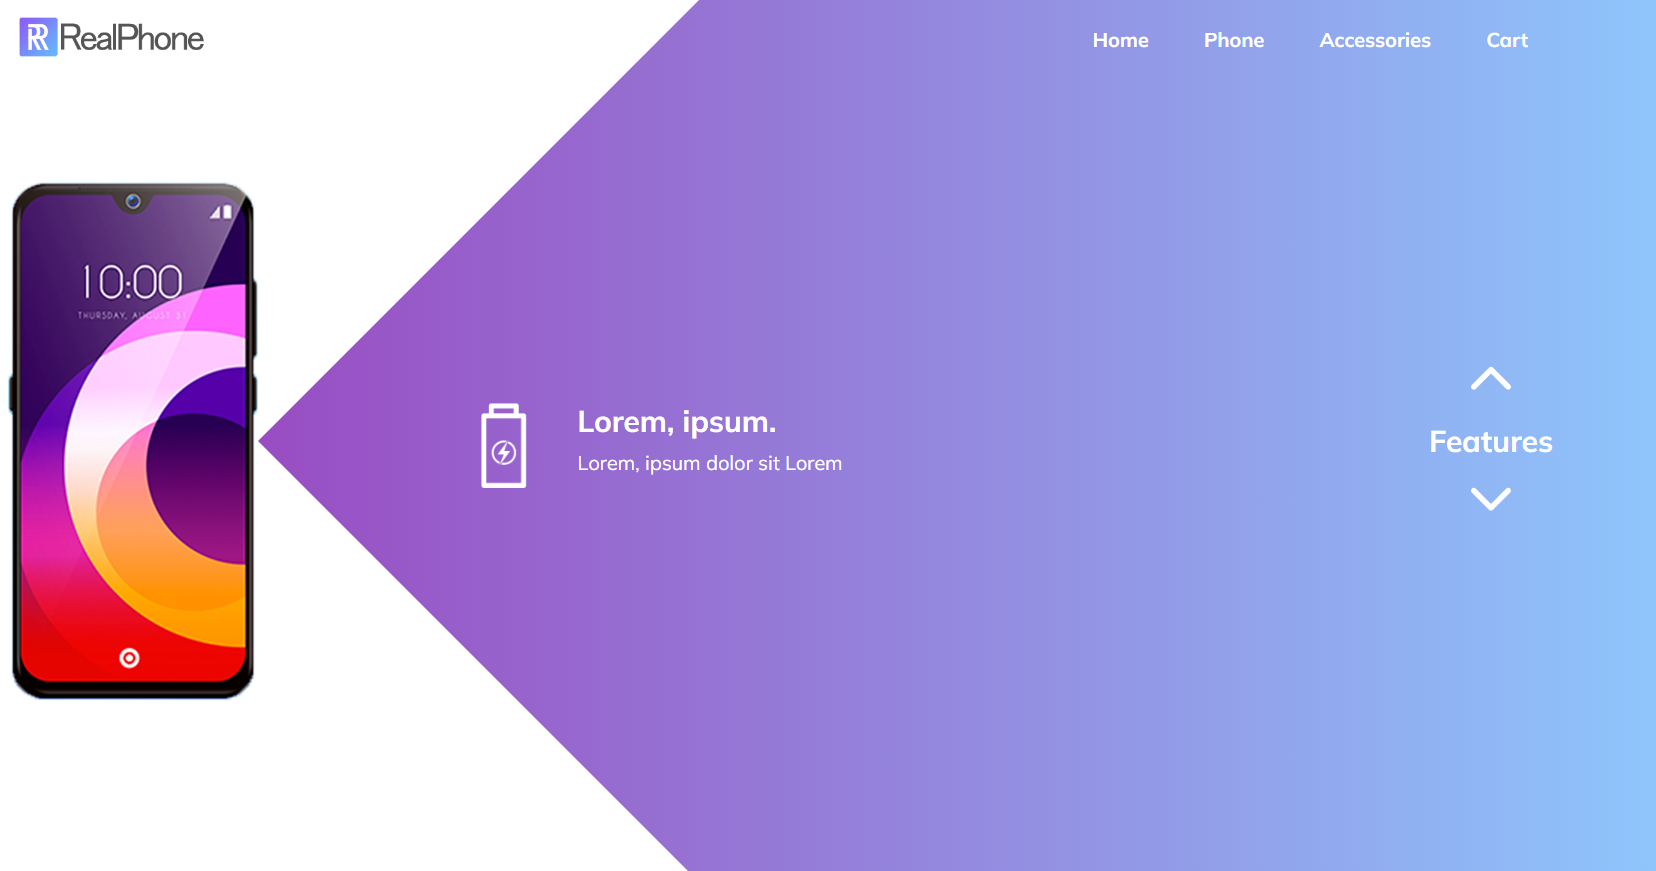 RealPhone
Home Phone Accessories Cart
10:00
THURSDAY, AUGUST 31
Lorem, ipsum.
Lorem, ipsum dolor sit Lorem
Features